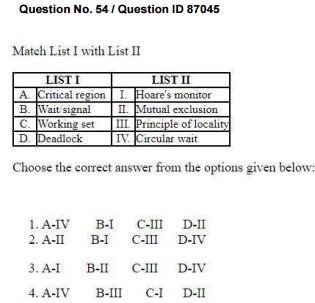 Question No. 54 / Question ID 87045
Match List I with List II
LIST I LIST II
A. Critical region I. Hoare's monitor
B. Wait/signal II. Mutual exclusion
C. Working set III. Principle of locality
D. Deadlock IV. Circular wait
Choose the correct answer from the options given below:
1. A-IV B-I C-III D-II
2. A-II B-I C-III D-IV
3. A-I B-II C-III D-IV
4. A-IV B-III C-I D-II